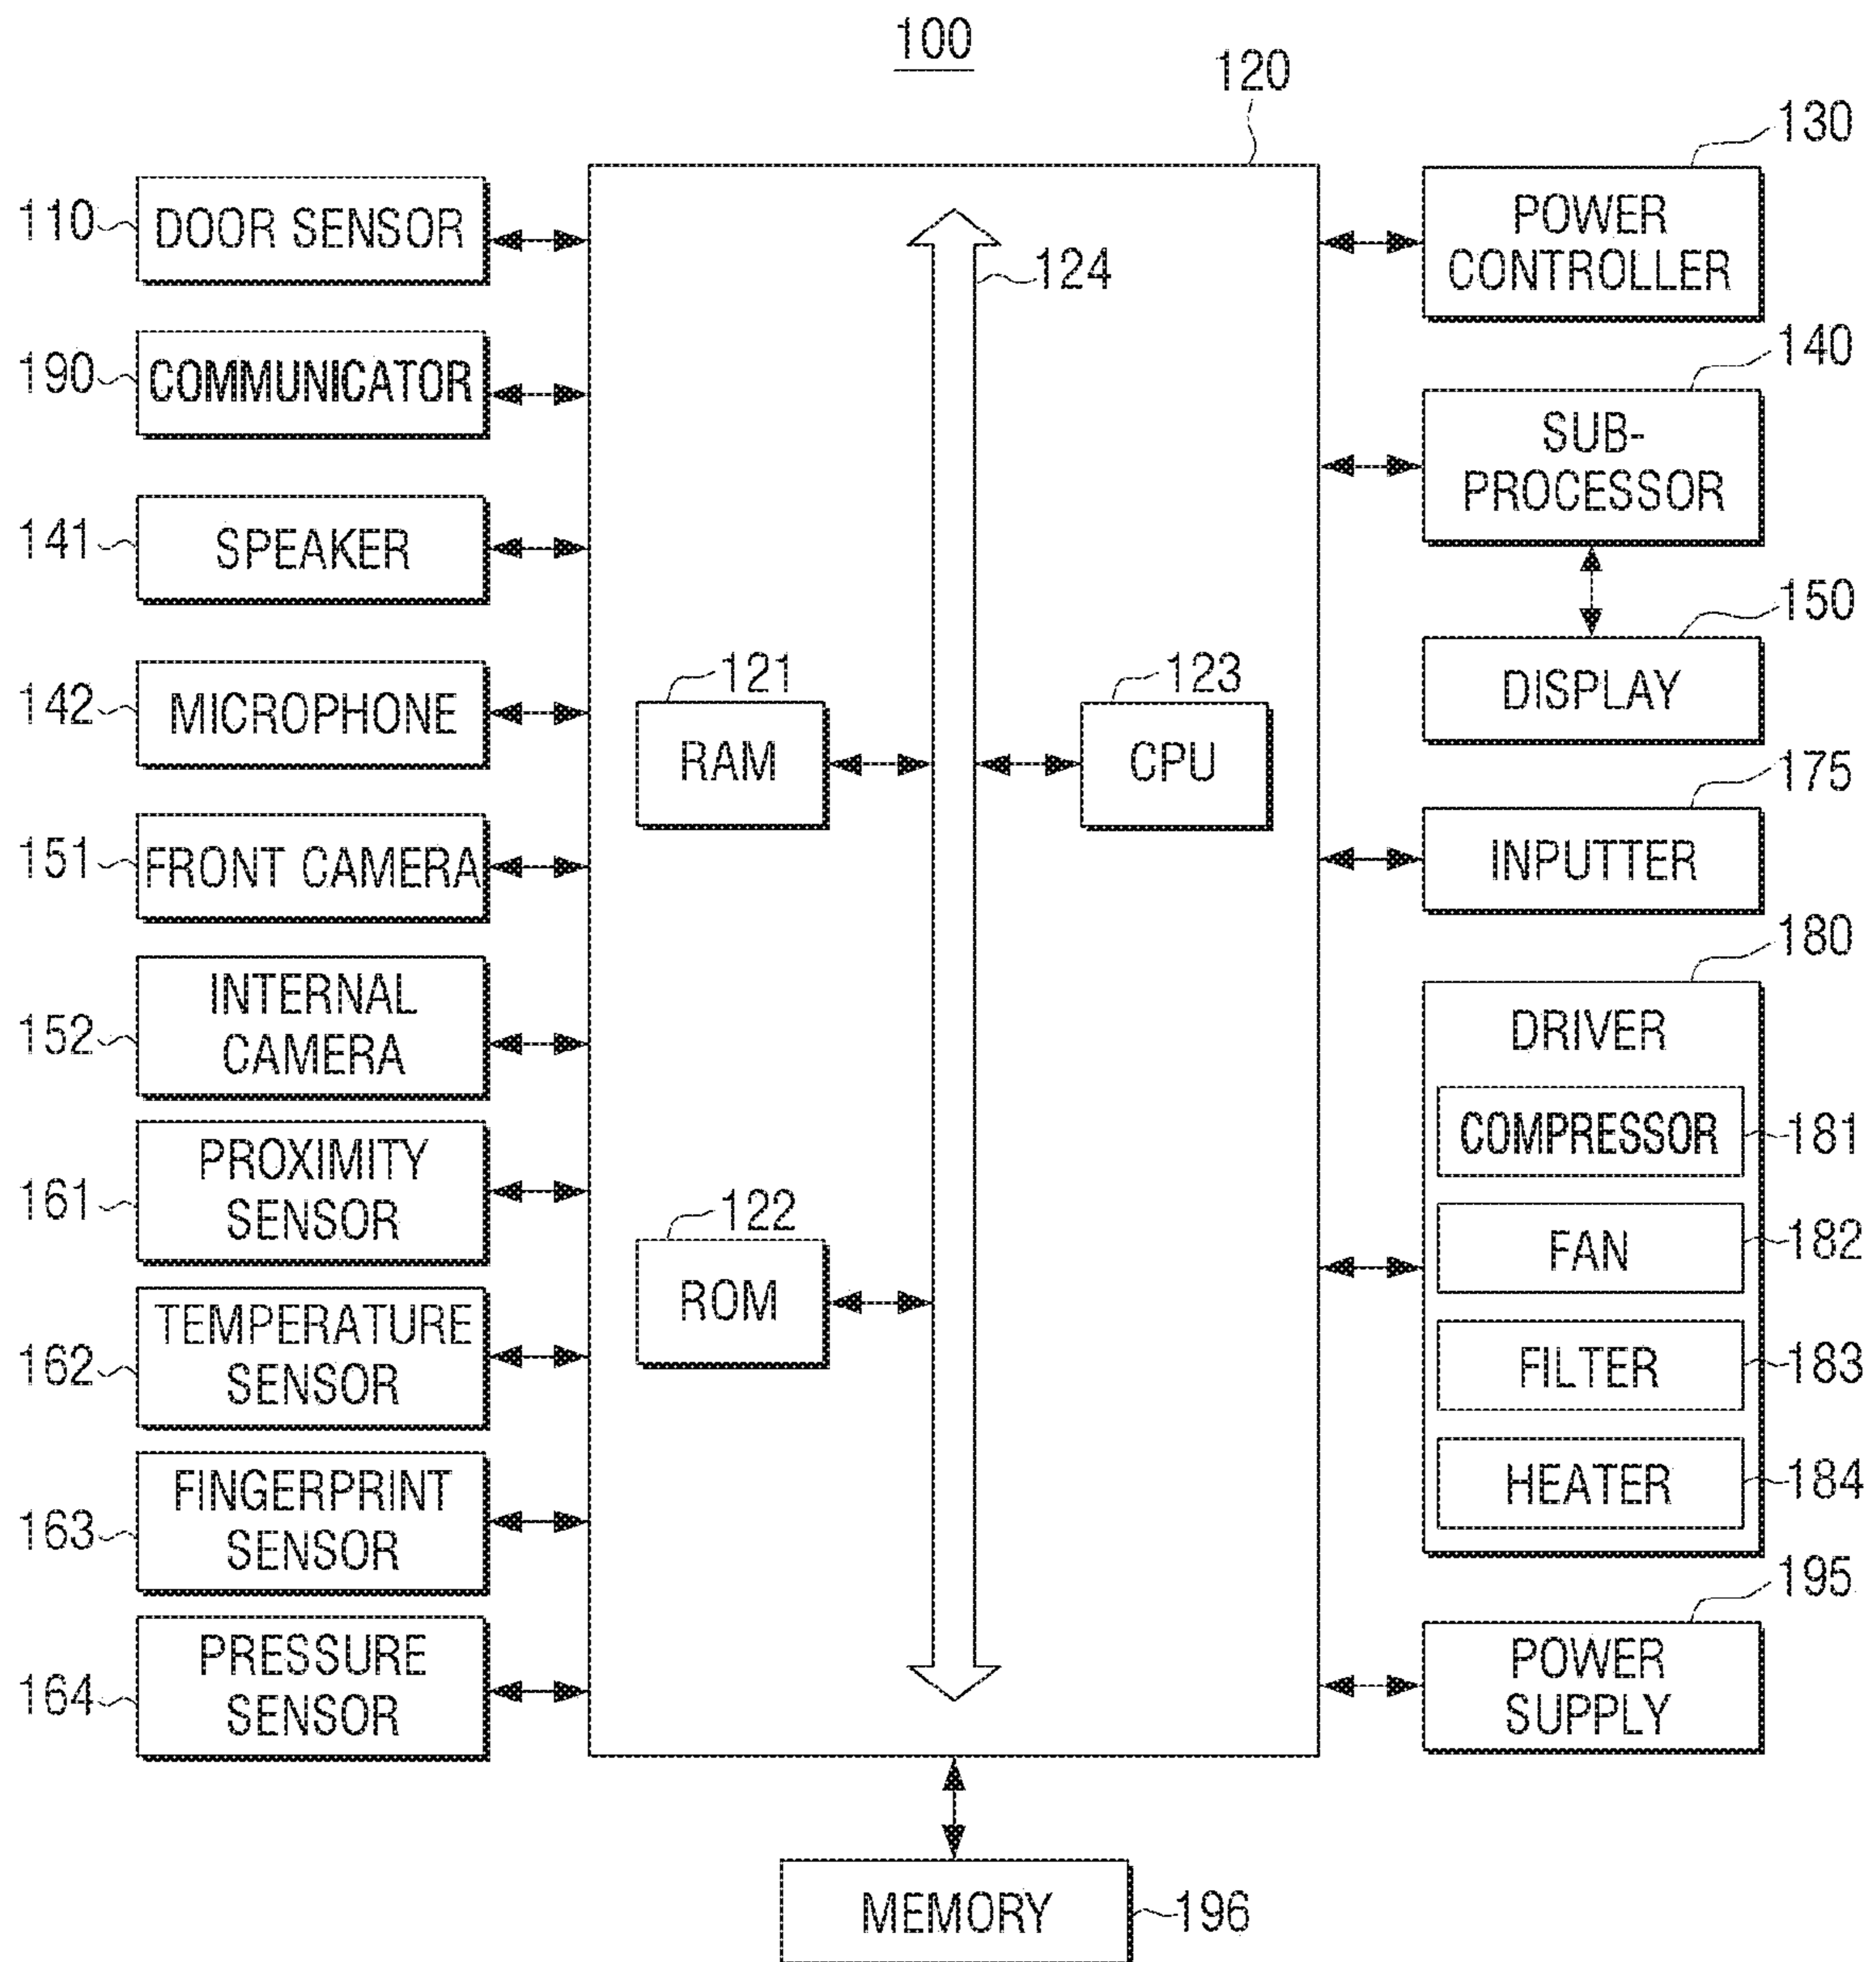 100
120
110
DOOR SENSOR
190
COMMUNICATOR
141
SPEAKER
142
MICROPHONE
151
FRONT CAMERA
152
INTERNAL
CAMERA
161
PROXIMITY
SENSOR
162
TEMPERATURE
SENSOR
163
FINGERPRINT
SENSOR
164
PRESSURE
SENSOR
124
121
RAM
123
CPU
122
ROM
130
POWER
CONTROLLER
140
SUB-
PROCESSOR
150
DISPLAY
175
INPUTTER
180
DRIVER
COMPRESSOR
181
FAN
182
FILTER
183
HEATER
184
195
POWER
SUPPLY
MEMORY
196